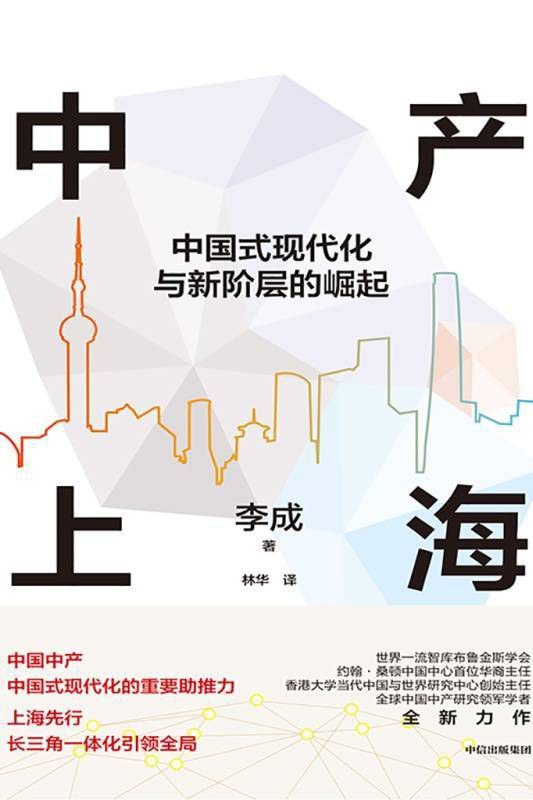 中产
中国式现代化
与新阶层的崛起
上海
李成
著
林华 译
中国中产
中国式现代化的重要助推力
上海先行
长三角一体化引领全局
世界一流智库布鲁金斯学会
约翰·桑顿中国中心首位华裔主任
香港大学当代中国与世界研究中心创始主任
全球中国中产研究领军学者
全新力作
中信出版集团